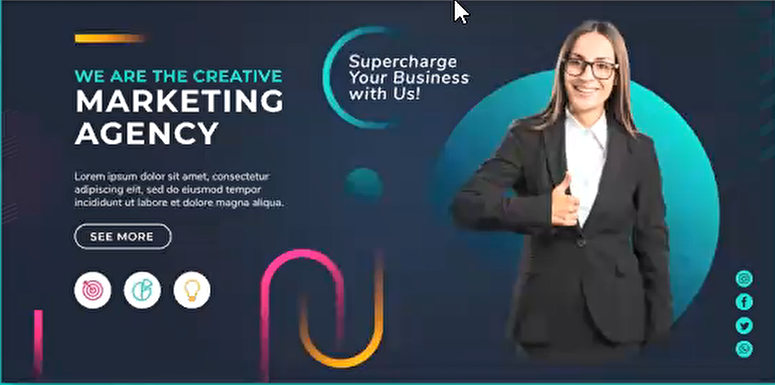 WE ARE THE CREATIVE
MARKETING
AGENCY
Lorem ipsum dolor sit amet, consectetur
adipiscing elit, sed do eiusmod tempor
incididunt ut labore et dolore magna aliqua.
SEE MORE
Supercharge
Your Business
with Us!